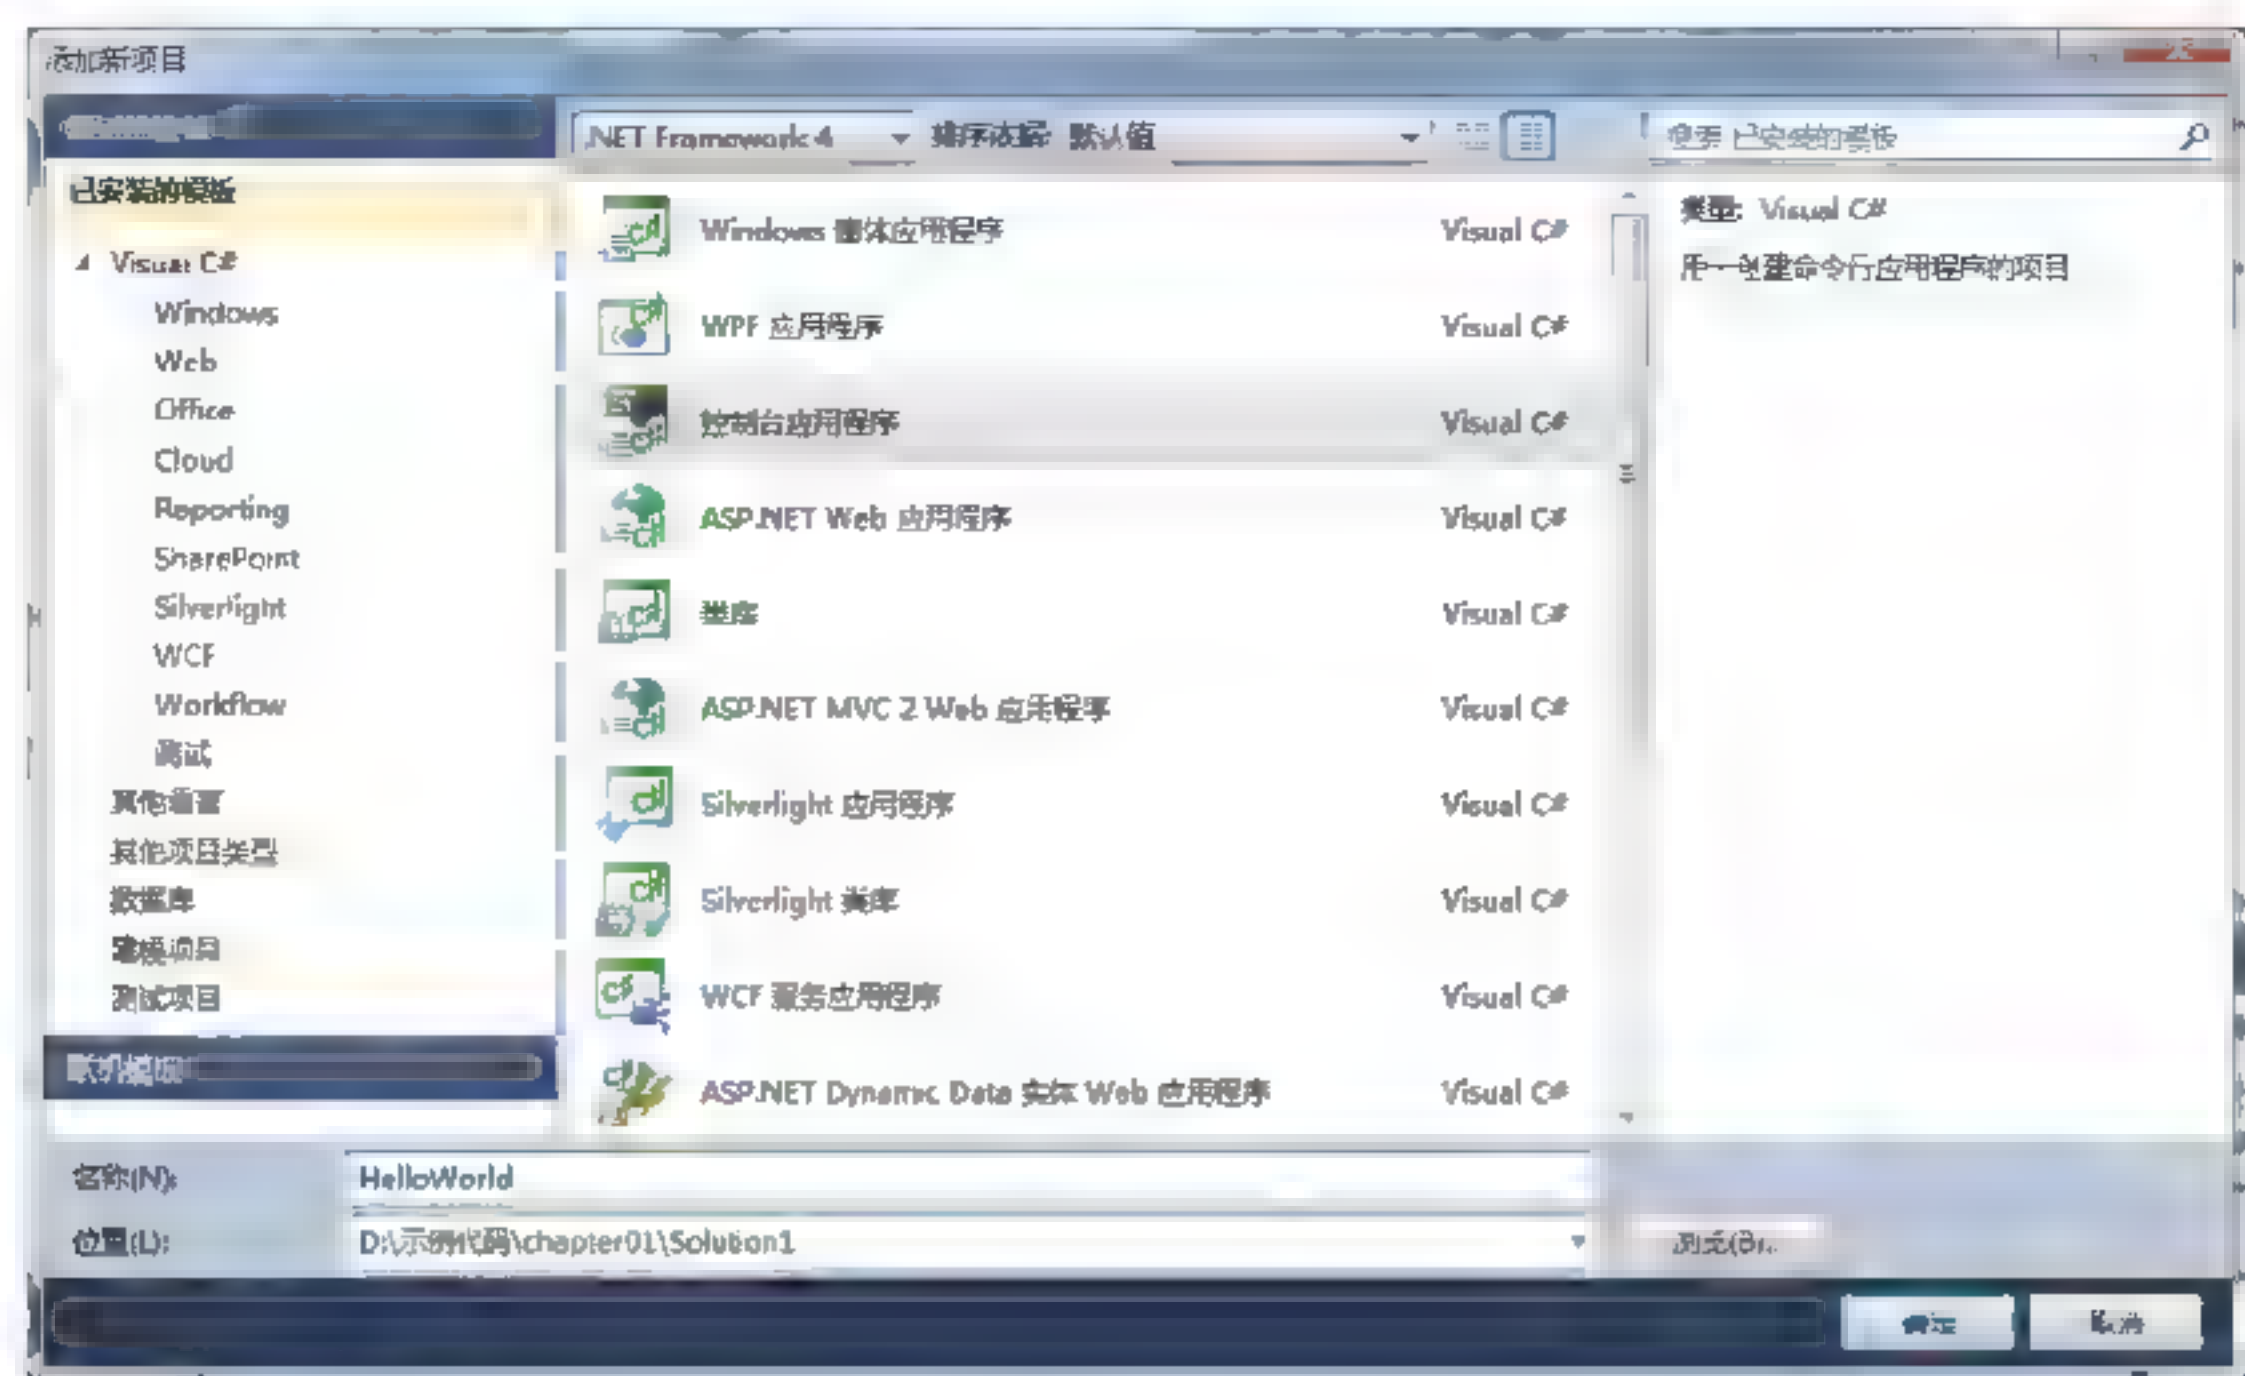 添加新项目
.NET Framework 4 排序依据: 默认值
搜索 已安装的模板
已安装的模板
Visual C#
Windows
Web
Office
Cloud
Reporting
SharePoint
Silverlight
WCF
Workflow
测试
其他语言
其他项目类型
数据库
建模项目
测试项目
联机模板
Windows 窗体应用程序 Visual C#
WPF 应用程序 Visual C#
控制台应用程序 Visual C#
ASP.NET Web 应用程序 Visual C#
类库 Visual C#
ASP.NET MVC 2 Web 应用程序 Visual C#
Silverlight 应用程序 Visual C#
Silverlight 类库 Visual C#
WCF 服务应用程序 Visual C#
ASP.NET Dynamic Data 实体 Web 应用程序 Visual C#
类型: Visual C#
用于创建命令行应用程序的项目
名称(N): HelloWorld
位置(L): D:\示例代码\chapter01\Solution1
浏览(B)...
确定 取消